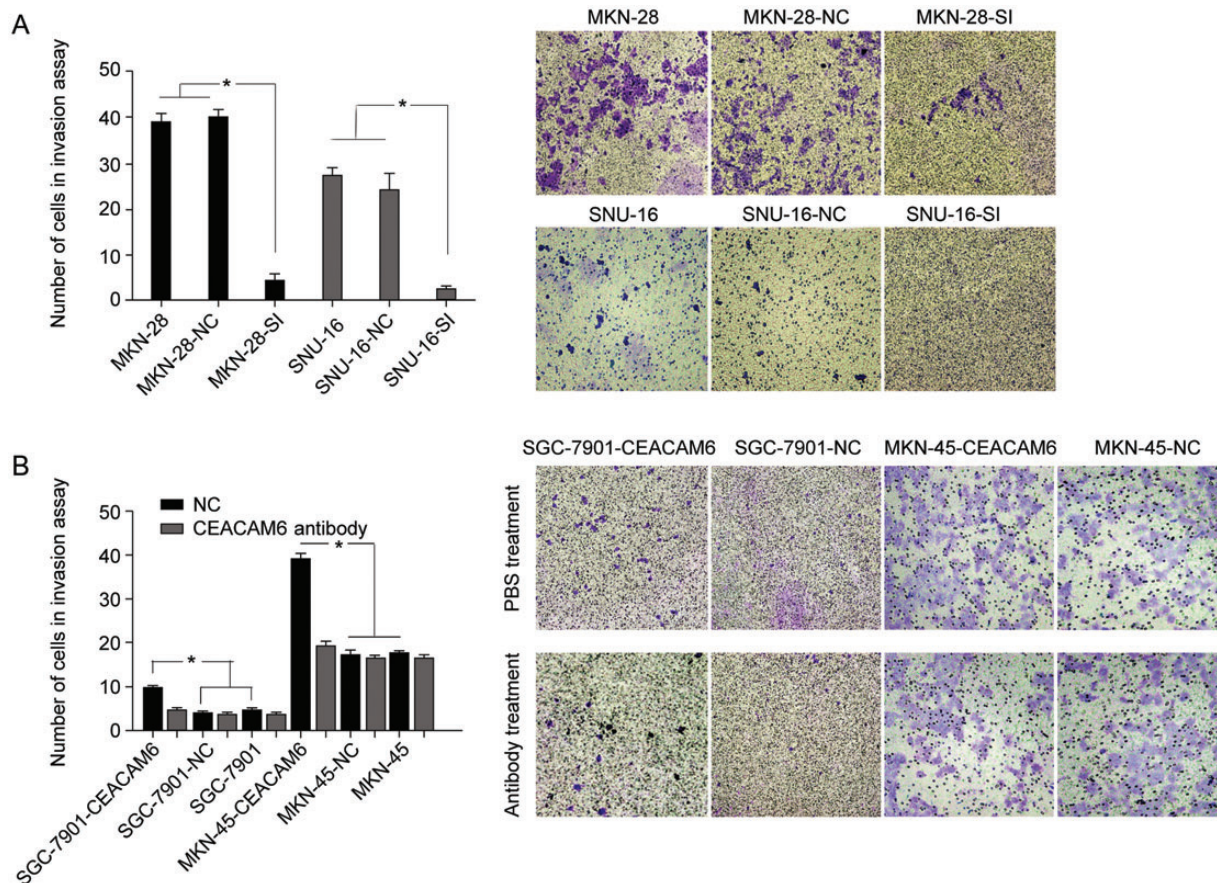 A
Number of cells in invasion assay
50
40
30
20
10
0
*
*
MKN-28
MKN-28-NC
MKN-28-SI
SNU-16
SNU-16-NC
SNU-16-SI
MKN-28 MKN-28-NC MKN-28-SI
SNU-16 SNU-16-NC SNU-16-SI
B
Number of cells in invasion assay
50
40
30
20
10
0
NC
CEACAM6 antibody
*
*
SGC-7901-CEACAM6
SGC-7901-NC
SGC-7901
MKN-45-CEACAM6
MKN-45-NC
MKN-45
SGC-7901-CEACAM6 SGC-7901-NC MKN-45-CEACAM6 MKN-45-NC
PBS treatment
Antibody treatment